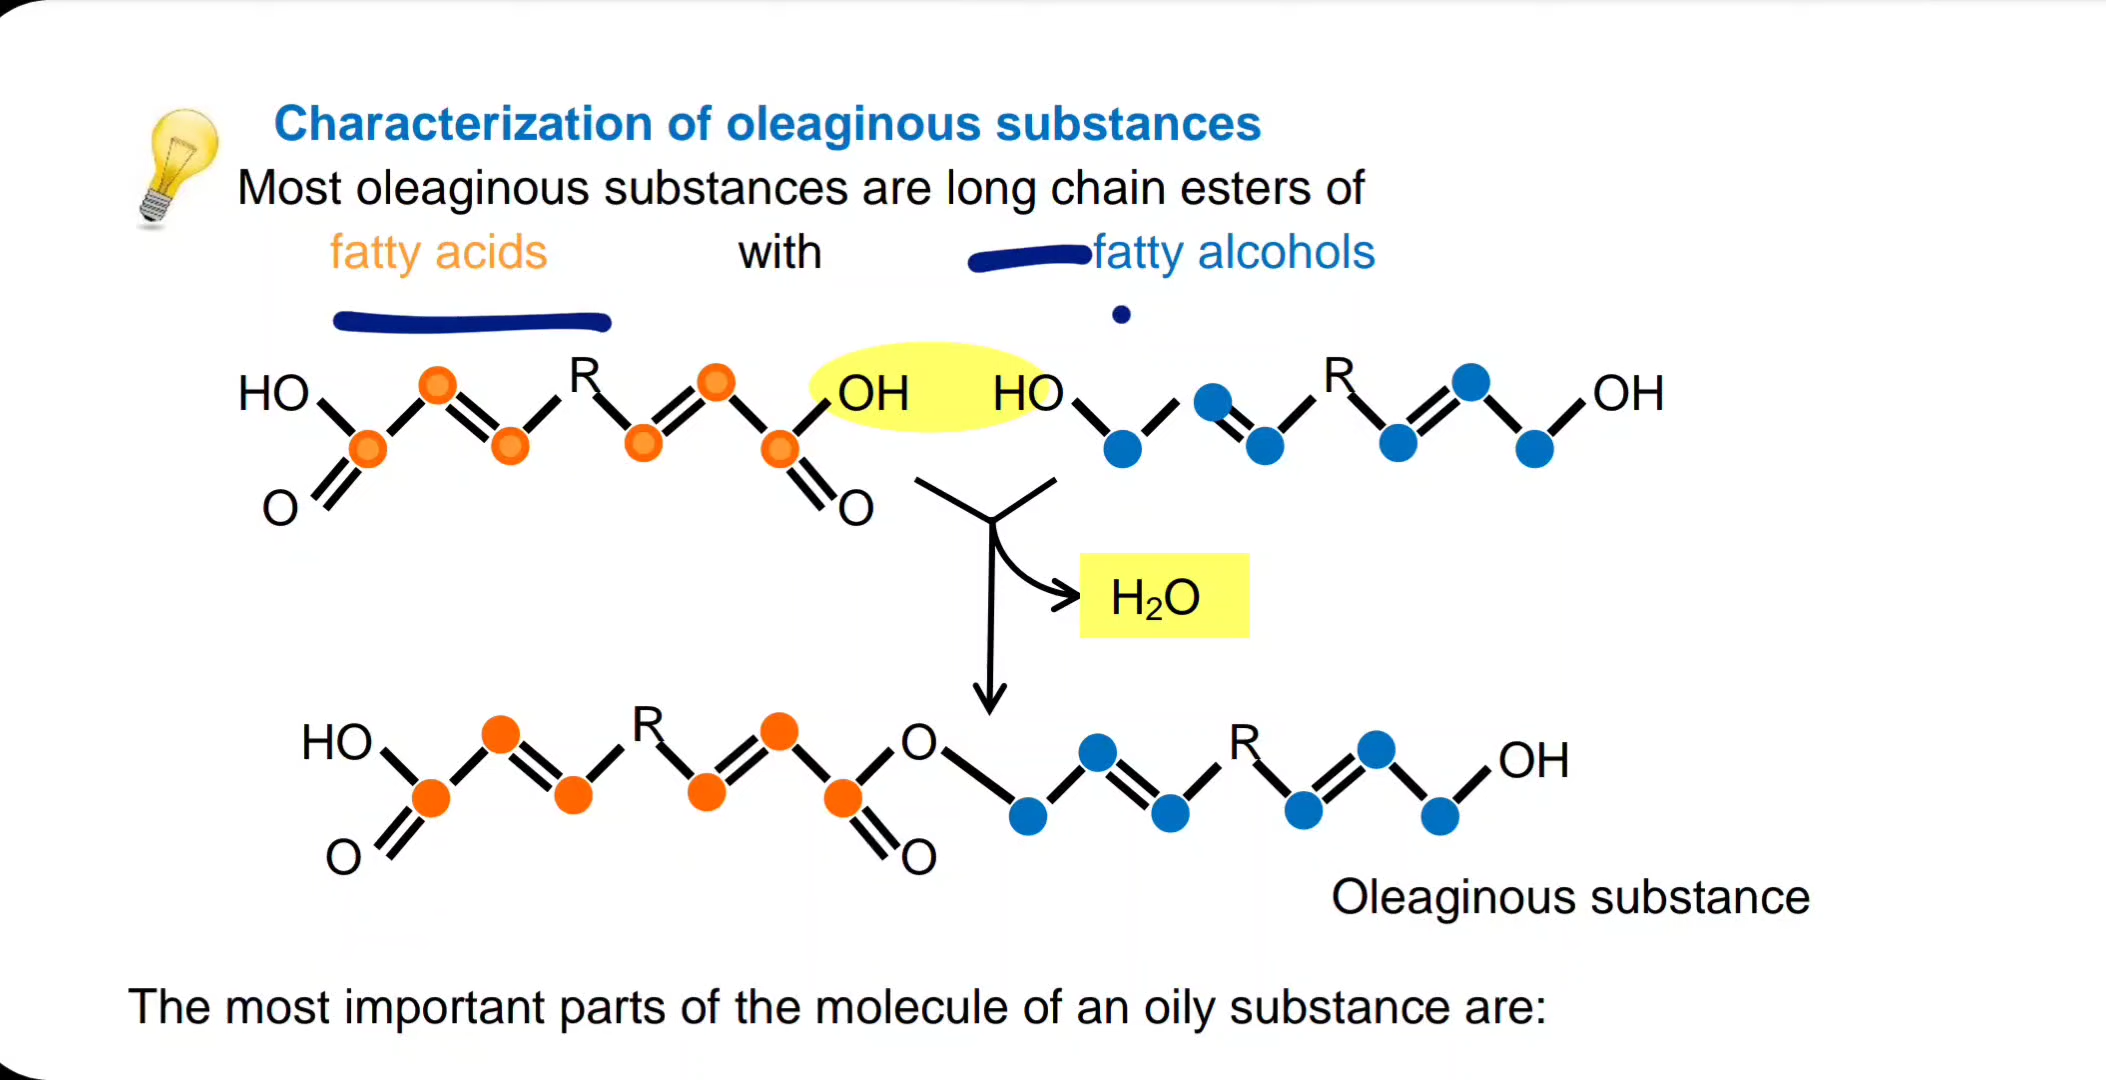 Characterization of oleaginous substances
Most oleaginous substances are long chain esters of
fatty acids with fatty alcohols
HO R OH HO R OH
O O
H₂O
HO R O R OH
O O
Oleaginous substance
The most important parts of the molecule of an oily substance are: